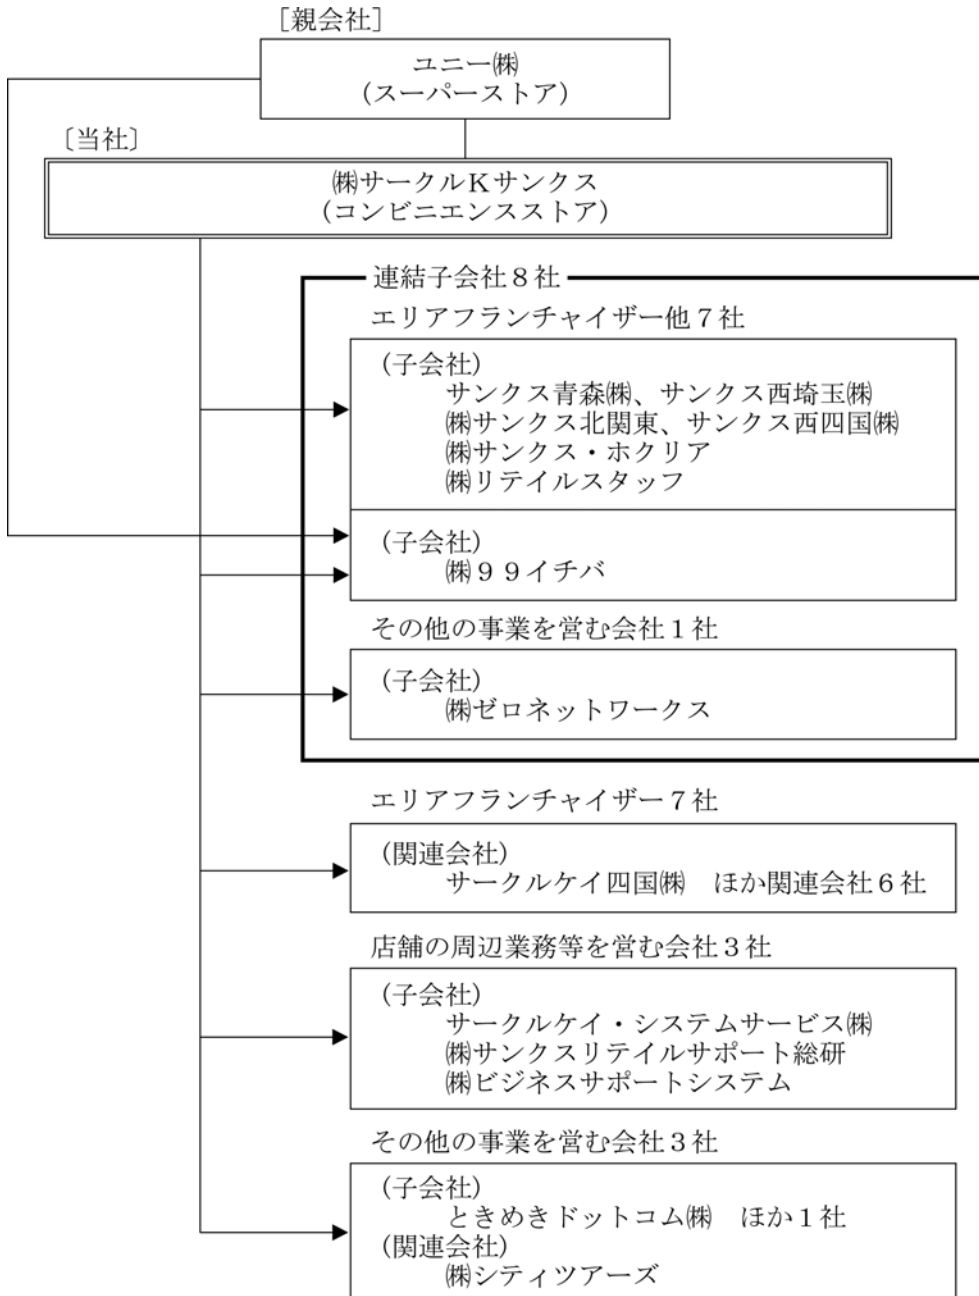 ［親会社］
ユニー㈱
（スーパーストア）
〔当社〕
㈱サークルＫサンクス
（コンビニエンスストア）
連結子会社８社
エリアフランチャイザー他７社
（子会社）
サンクス青森㈱、サンクス西埼玉㈱
㈱サンクス北関東、サンクス西四国㈱
㈱サンクス・ホクリア
㈱リテイルスタッフ
（子会社）
㈱９９イチバ
その他の事業を営む会社１社
（子会社）
㈱ゼロネットワークス
エリアフランチャイザー７社
（関連会社）
サークルケイ四国㈱　ほか関連会社６社
店舗の周辺業務等を営む会社３社
（子会社）
サークルケイ・システムサービス㈱
㈱サンクスリテイルサポート総研
㈱ビジネスサポートシステム
その他の事業を営む会社３社
（子会社）
ときめきドットコム㈱　ほか１社
（関連会社）
㈱シティツアーズ